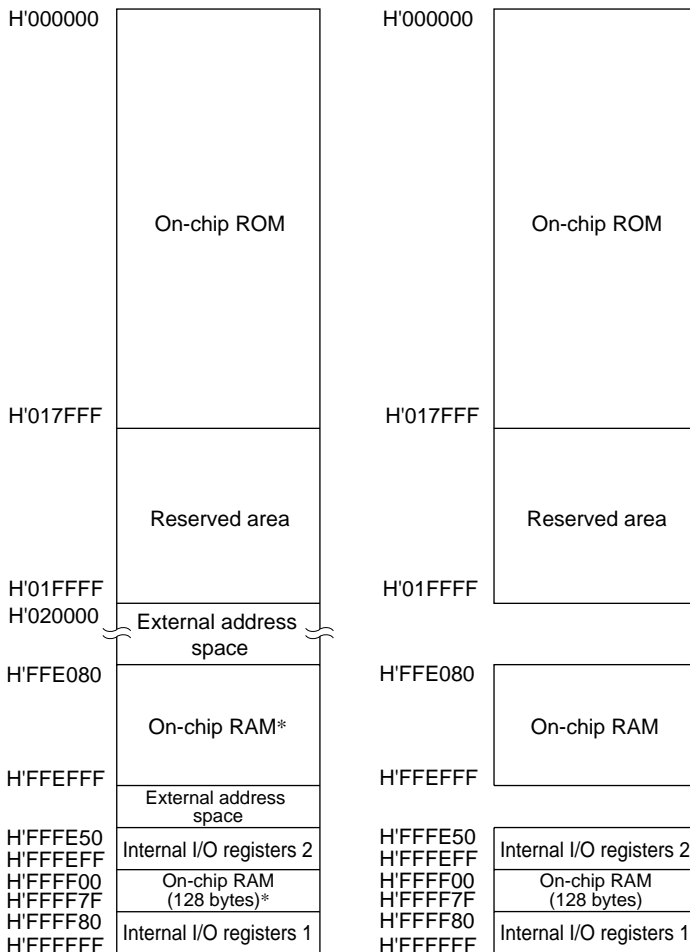 H'000000
On-chip ROM
H'017FFF
Reserved area
H'01FFFF
H'020000
External address
space
H'FFE080
On-chip RAM*
H'FFEFFF
External address
space
H'FFFE50
Internal I/O registers 2
H'FFFEFF
H'FFFF00
On-chip RAM
(128 bytes)*
H'FFFF7F
H'FFFF80
Internal I/O registers 1
H'FFFFFF
H'000000
On-chip ROM
H'017FFF
Reserved area
H'01FFFF
H'FFE080
On-chip RAM
H'FFEFFF
H'FFFE50
Internal I/O registers 2
H'FFFEFF
H'FFFF00
On-chip RAM
(128 bytes)
H'FFFF7F
H'FFFF80
Internal I/O registers 1
H'FFFFFF